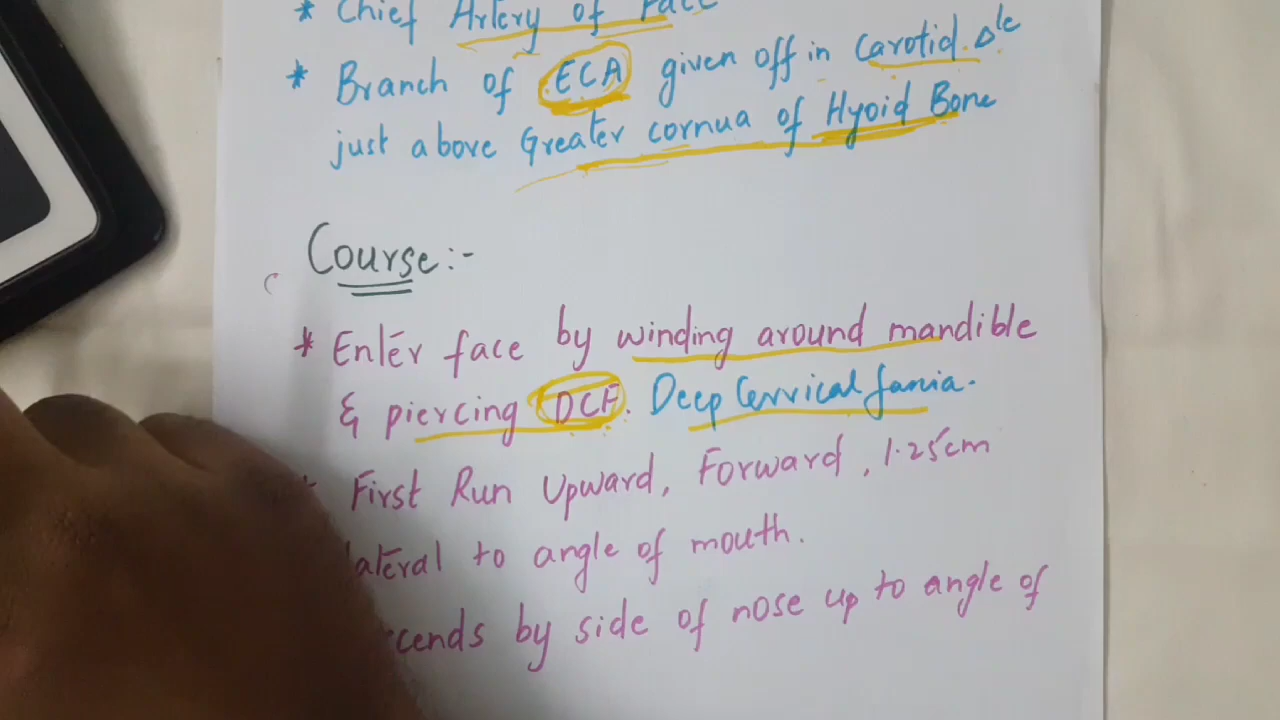 * Chief Artery of Face
* Branch of ECA given off in Carotid Δle
just above Greater cornua of Hyoid Bone
Course:-
* Enter face by winding around mandible
& piercing DCF. Deep Cervical fascia.
* First Run Upward, Forward, 1.25cm
lateral to angle of mouth.
cends by side of nose up to angle of